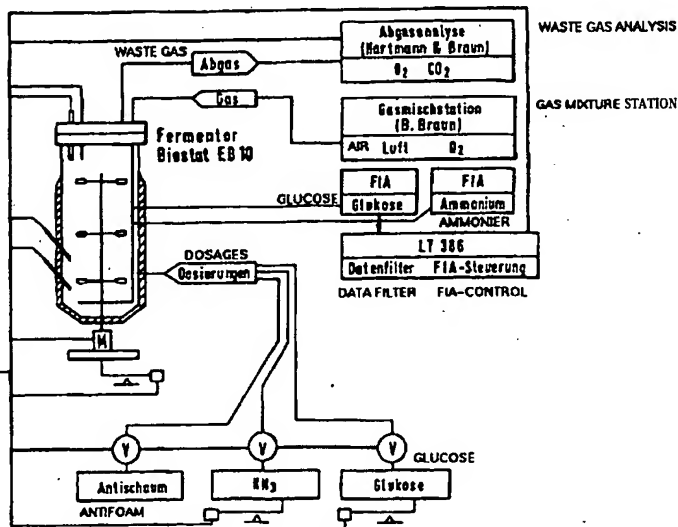 WASTE GAS
Abgas
Abgasanalyse
(Hartmann & Braun)
O₂ CO₂
WASTE GAS ANALYSIS
Gas
Gasmischstation
(B. Braun)
AIR Luft O₂
GAS MIXTURE STATION
Fermentor
Biostat EB 10
GLUCOSE
FIA
Glukose
FIA
Ammonium
AMMONIER
LT 386
Datenfilter FIA-Steuerung
DATA FILTER FIA-CONTROL
DOSAGES
Dosierungen
M
V
V
V
GLUCOSE
Antischaum
KN₃
Glukose
ANTIFOAM